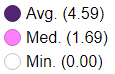 Avg. (4.59)
Med. (1.69)
Min. (0.00)